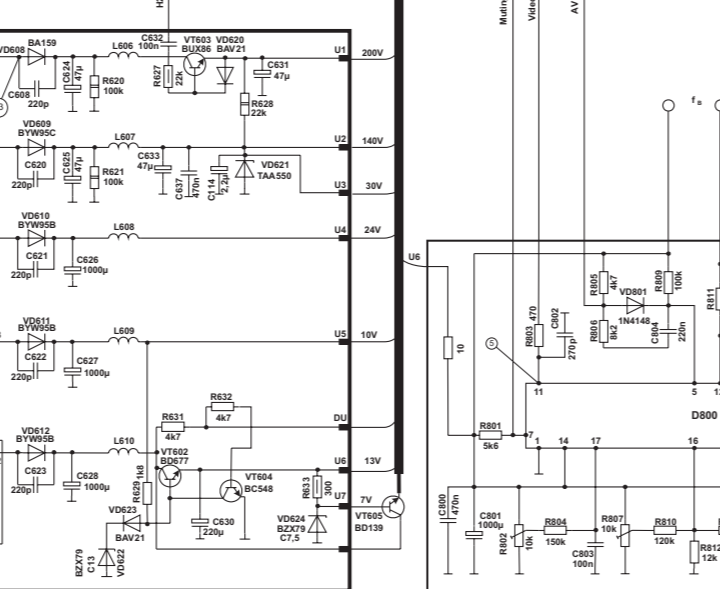 Muting
Video
AV
H2
VD608
BA159
L606
C632
100n
VT603
BUX86
VD620
BAV21
U1
200V
C624
47µ
R620
100k
R627
22k
C631
47µ
C608
220p
R628
22k
f B
VD609
BYW95C
L607
U2
140V
C620
220p
C625
47µ
R621
100k
C633
47µ
C637
470n
C114
2,2µ
VD621
TAA550
U3
30V
VD610
BYW95B
L608
U4
24V
C621
220p
C626
1000µ
U6
R805
4k7
VD801
1N4148
R809
100k
R811
R806
8k2
C804
220n
VD611
BYW95B
L609
U5
10V
C622
220p
C627
1000µ
10
R803
470
C802
270p
5
11
5
D800
R632
4k7
R631
4k7
DU
R801
5k6
7
1
14
17
16
VD612
BYW95B
L610
VT602
BD677
U6
13V
C623
220p
C628
1000µ
R629
1k8
VT604
BC548
R633
300
U7
7V
VT605
BD139
VD623
BAV21
C630
220µ
VD624
BZX79
C7,5
BZX79
C13
VD622
C800
470n
C801
1000µ
R802
10k
R804
150k
C803
100n
R807
10k
R810
120k
R812
12k